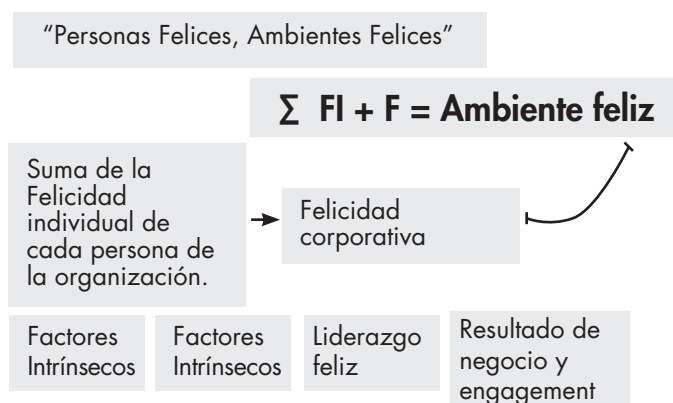 “Personas Felices, Ambientes Felices”
∑ FI + F = Ambiente feliz
Suma de la
Felicidad
individual de
cada persona de
la organización.
Felicidad
corporativa
Factores
Intrínsecos
Factores
Intrínsecos
Liderazgo
feliz
Resultado de
negocio y
engagement